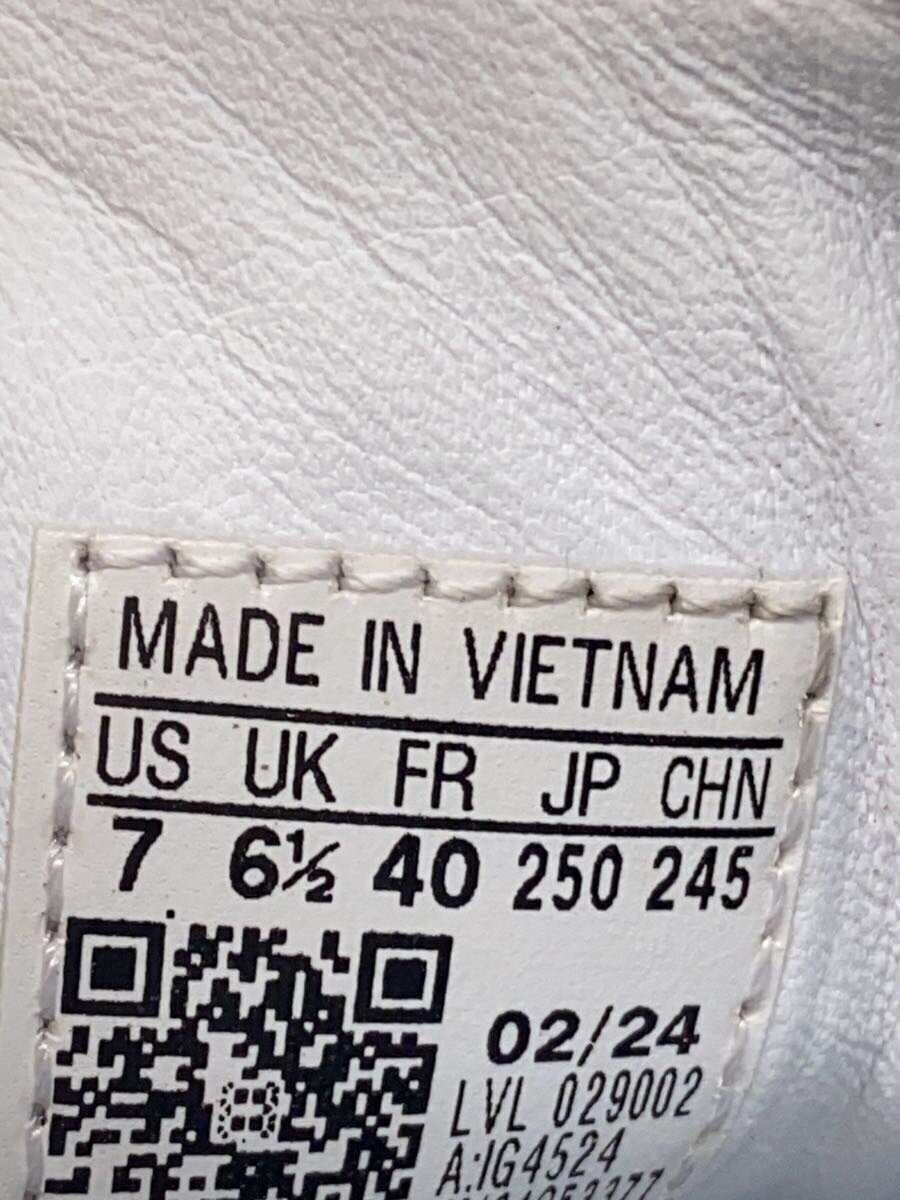 MADE IN VIETNAM
US UK FR JP CHN
7 6½ 40 250 245
02/24
LVL 029002
A:IG4524